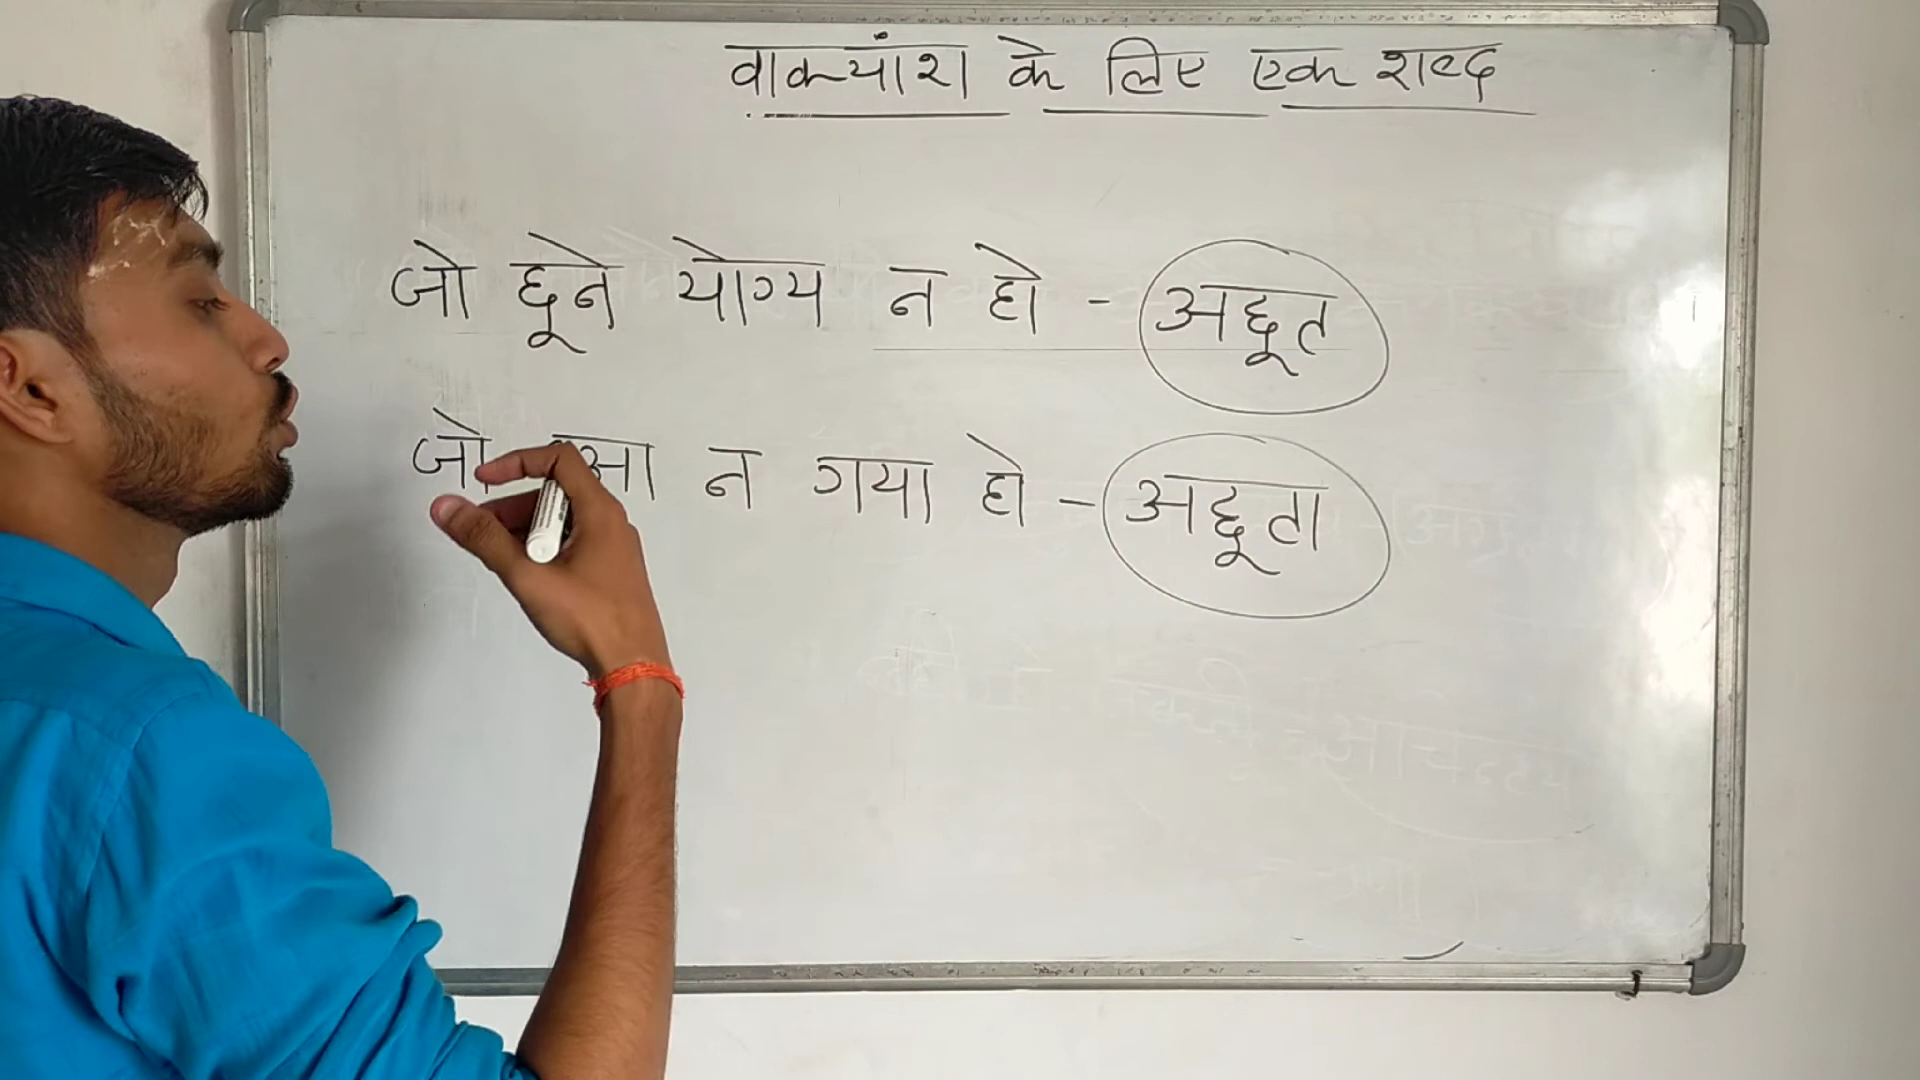 वाक्यांश के लिए एक शब्द
जो छूने योग्य न हो - अछूत
जो न गया हो - अछूता